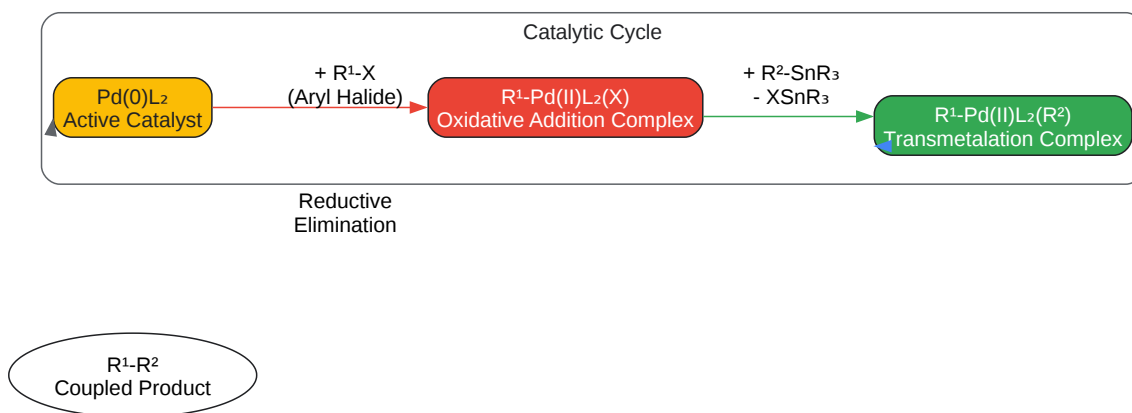 Catalytic Cycle
Pd(0)L₂
Active Catalyst
+ R¹-X
(Aryl Halide)
R¹-Pd(II)L₂(X)
Oxidative Addition Complex
+ R²-SnR₃
- XSnR₃
R¹-Pd(II)L₂(R²)
Transmetalation Complex
Reductive
Elimination
R¹-R²
Coupled Product